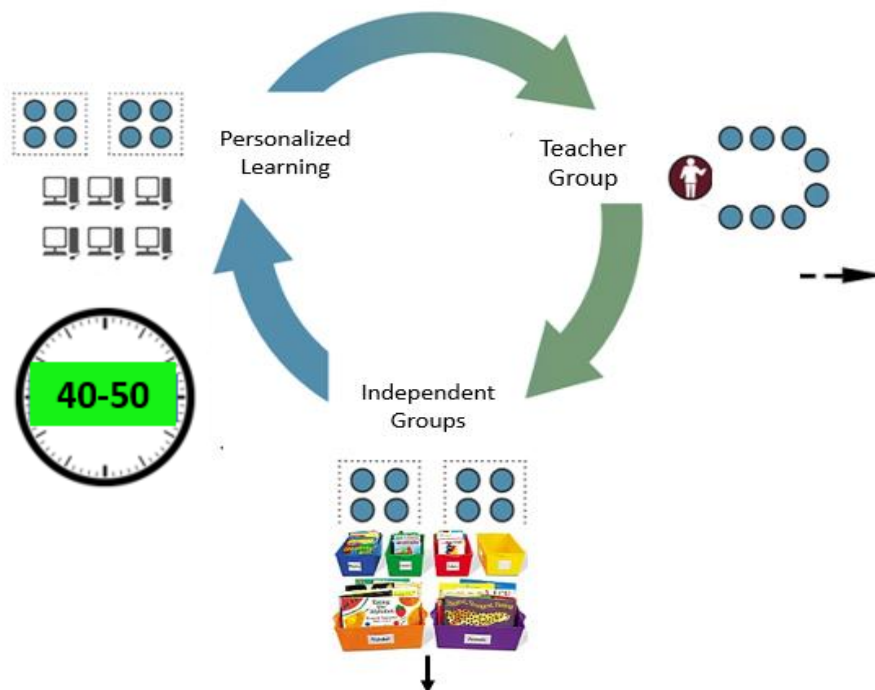 Personalized
Learning
Teacher
Group
40-50
Independent
Groups